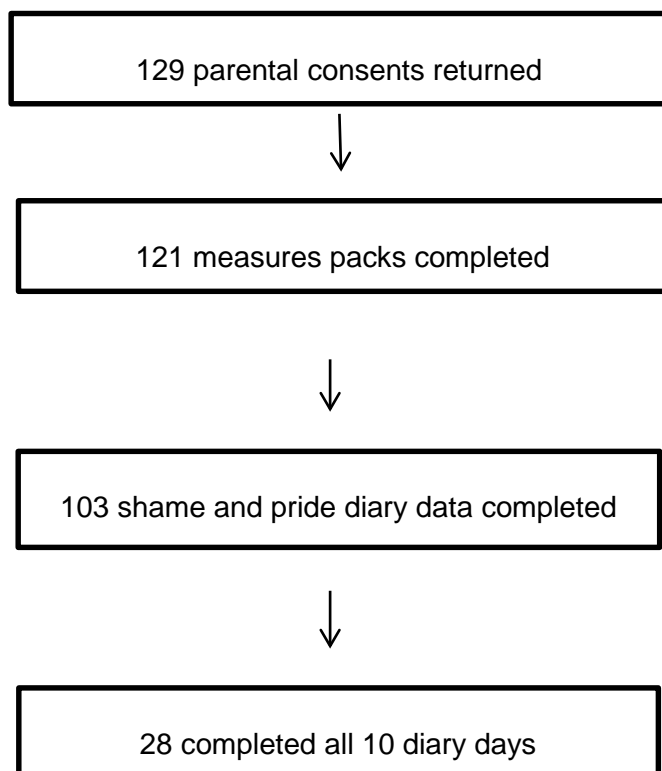 129 parental consents returned
121 measures packs completed
103 shame and pride diary data completed
28 completed all 10 diary days